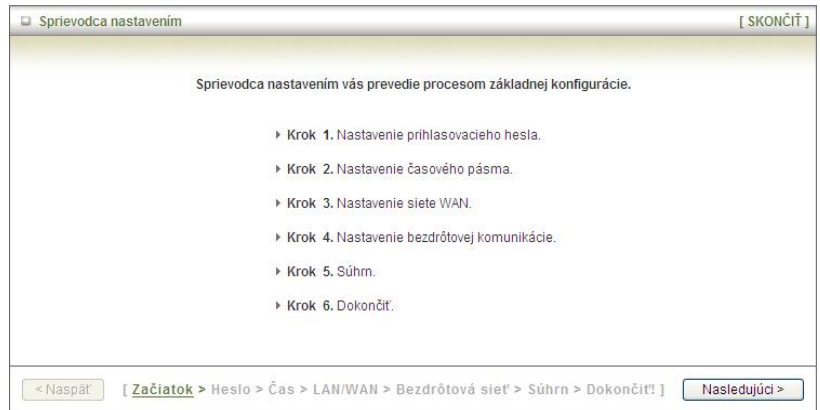 Sprievodca nastavením [ SKONČIŤ ]
Sprievodca nastavením vás prevedie procesom základnej konfigurácie.
Krok 1. Nastavenie prihlasovacieho hesla.
Krok 2. Nastavenie časového pásma.
Krok 3. Nastavenie siete WAN.
Krok 4. Nastavenie bezdrôtovej komunikácie.
Krok 5. Súhrn.
Krok 6. Dokončiť.
< Naspäť [ Začiatok > Heslo > Čas > LAN/WAN > Bezdrôtová sieť > Súhrn > Dokončiť! ] Nasledujúci >